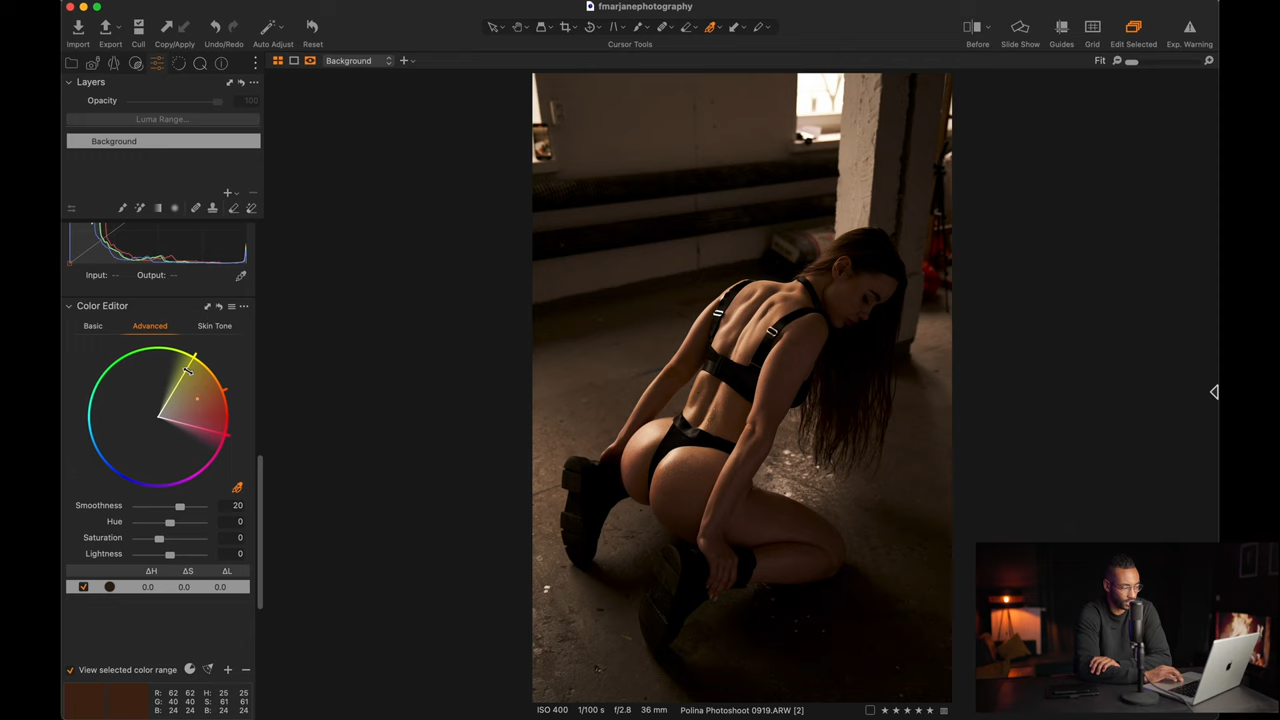 fmarjanephotography
Import Export Cull Copy/Apply Undo/Redo Auto Adjust Reset
Cursor Tools
Before Slide Show Guides Grid Edit Selected Exp. Warning
Background
Fit
Layers
Opacity 100
Luma Range...
Background
Input: -- Output: --
Color Editor
Basic Advanced Skin Tone
Smoothness 20
Hue 0
Saturation 0
Lightness 0
ΔH ΔS ΔL
0.0 0.0 0.0
View selected color range
R: 62 62 H: 25 25
G: 40 40 S: 61 61
B: 24 24 B: 24 24
ISO 400 1/100 s f/2.8 36 mm Polina Photoshoot 0919.ARW [2]